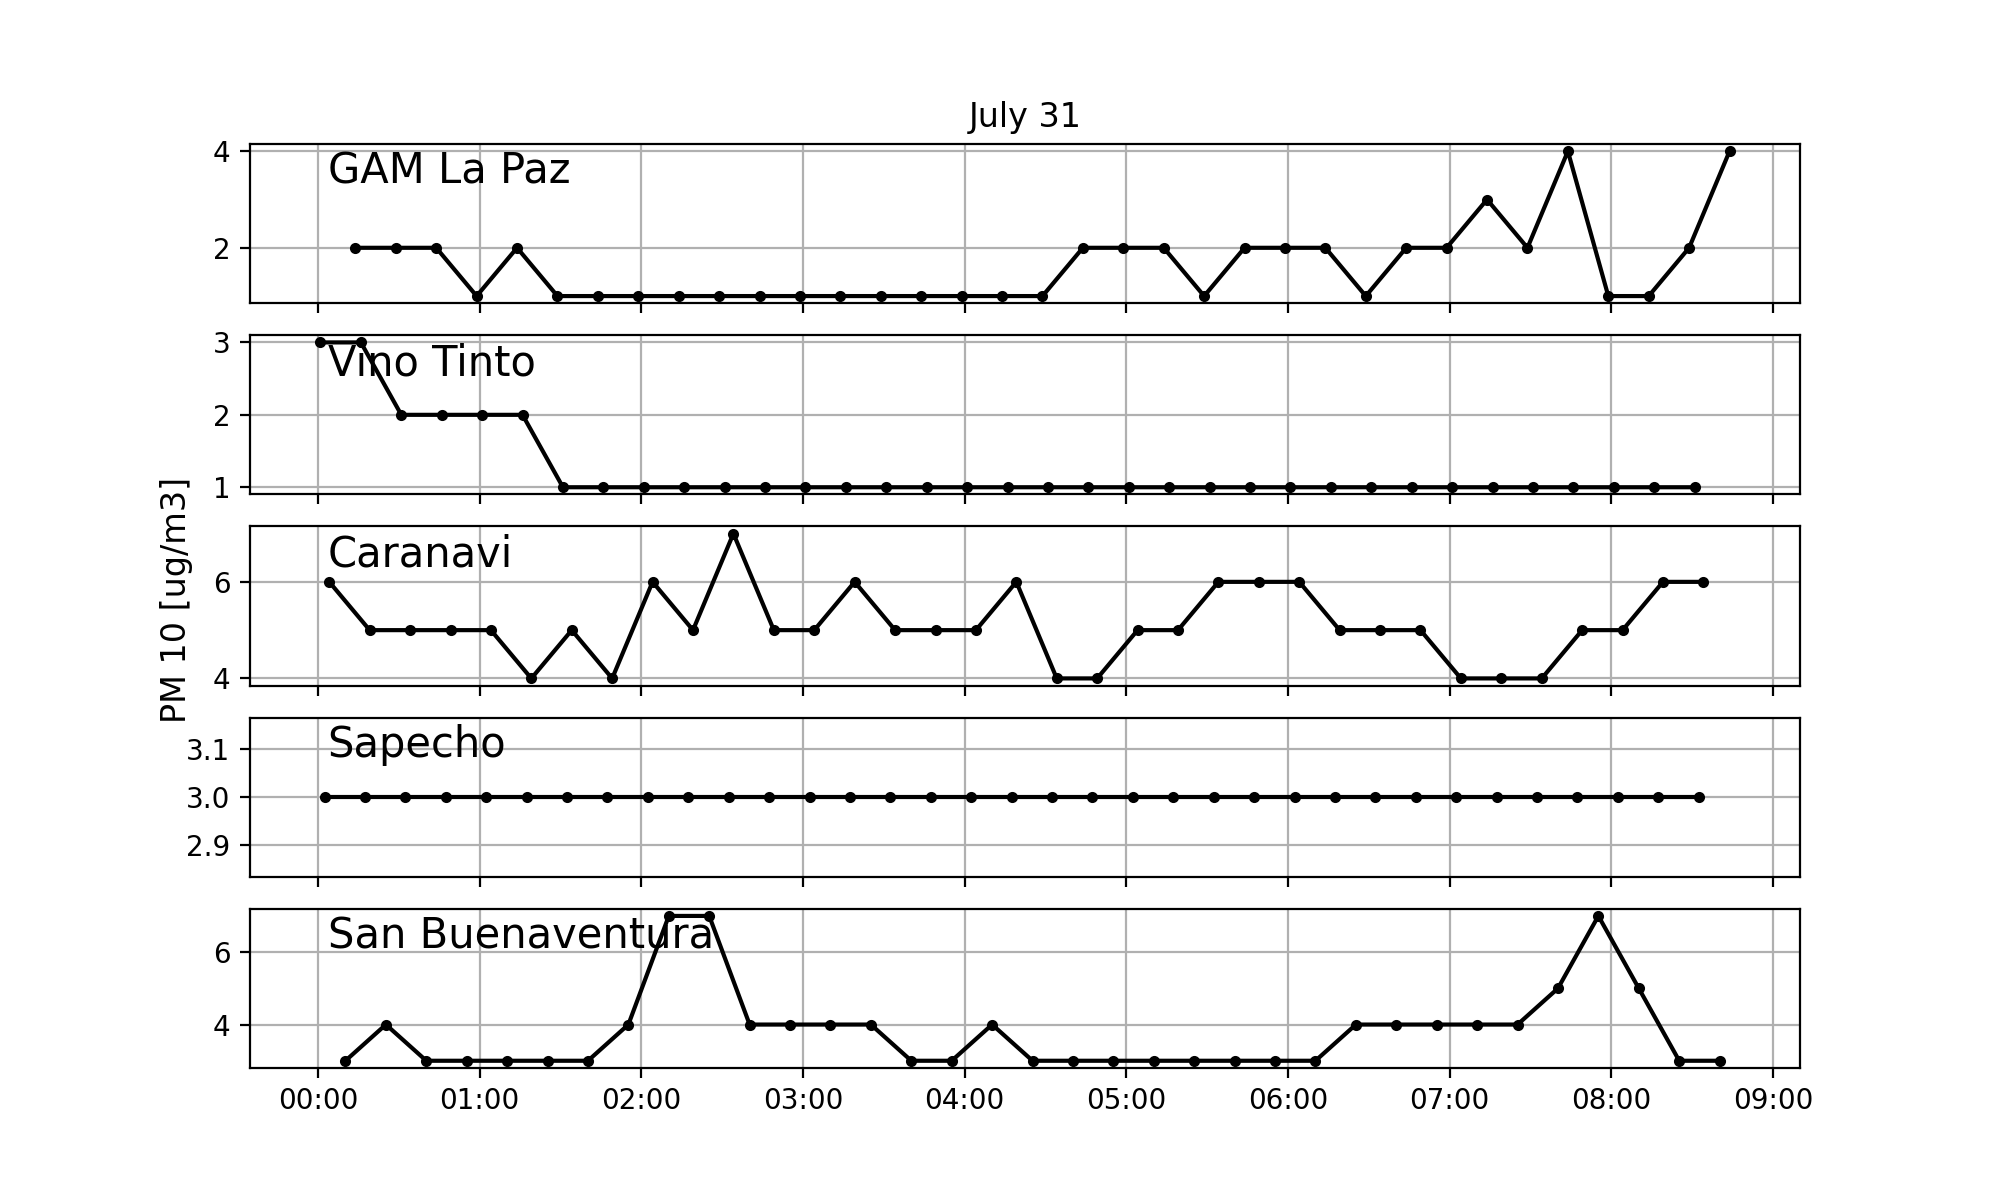 July 31
4
GAM La Paz
2
3
Vino Tinto
2
1
PM 10 [ug/m3]
Caranavi
6
4
Sapecho
3.1
3.0
2.9
San Buenaventura
6
4
00:00 01:00 02:00 03:00 04:00 05:00 06:00 07:00 08:00 09:00